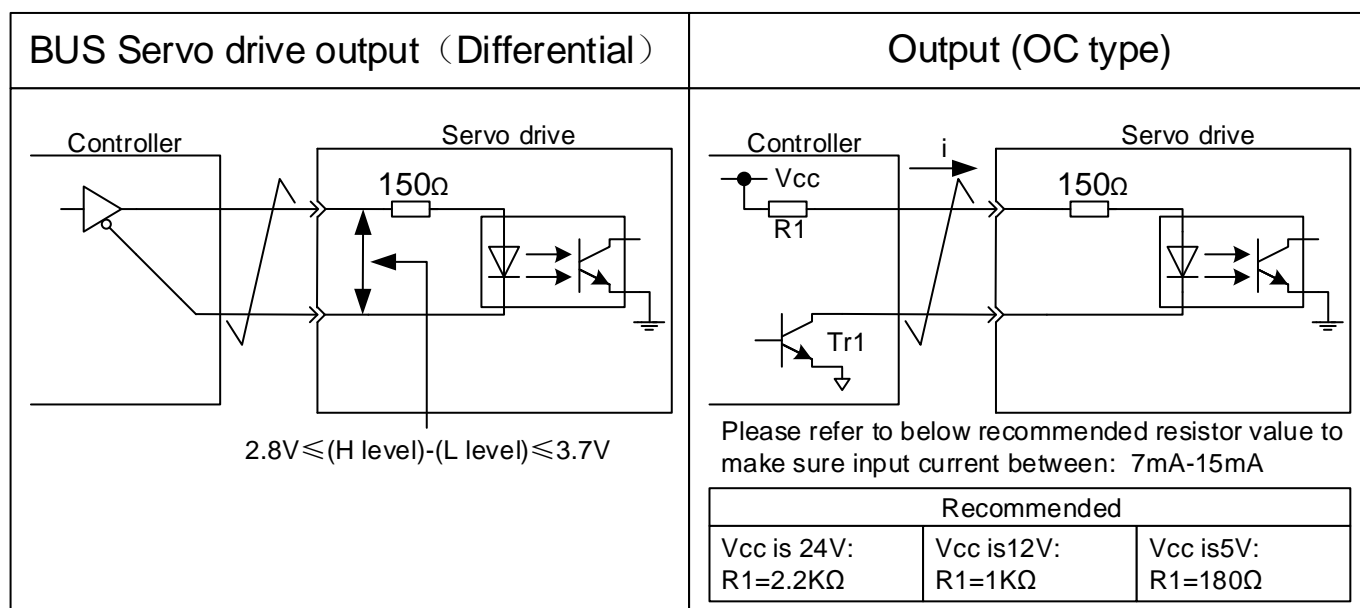 BUS Servo drive output（Differential）
Controller
Servo drive
150Ω
2.8V≤(H level)-(L level)≤3.7V
Output (OC type)
Controller
i
Servo drive
Vcc
R1
150Ω
Tr1
Please refer to below recommended resistor value to
make sure input current between: 7mA-15mA
Recommended
Vcc is 24V:
R1=2.2KΩ
Vcc is12V:
R1=1KΩ
Vcc is5V:
R1=180Ω